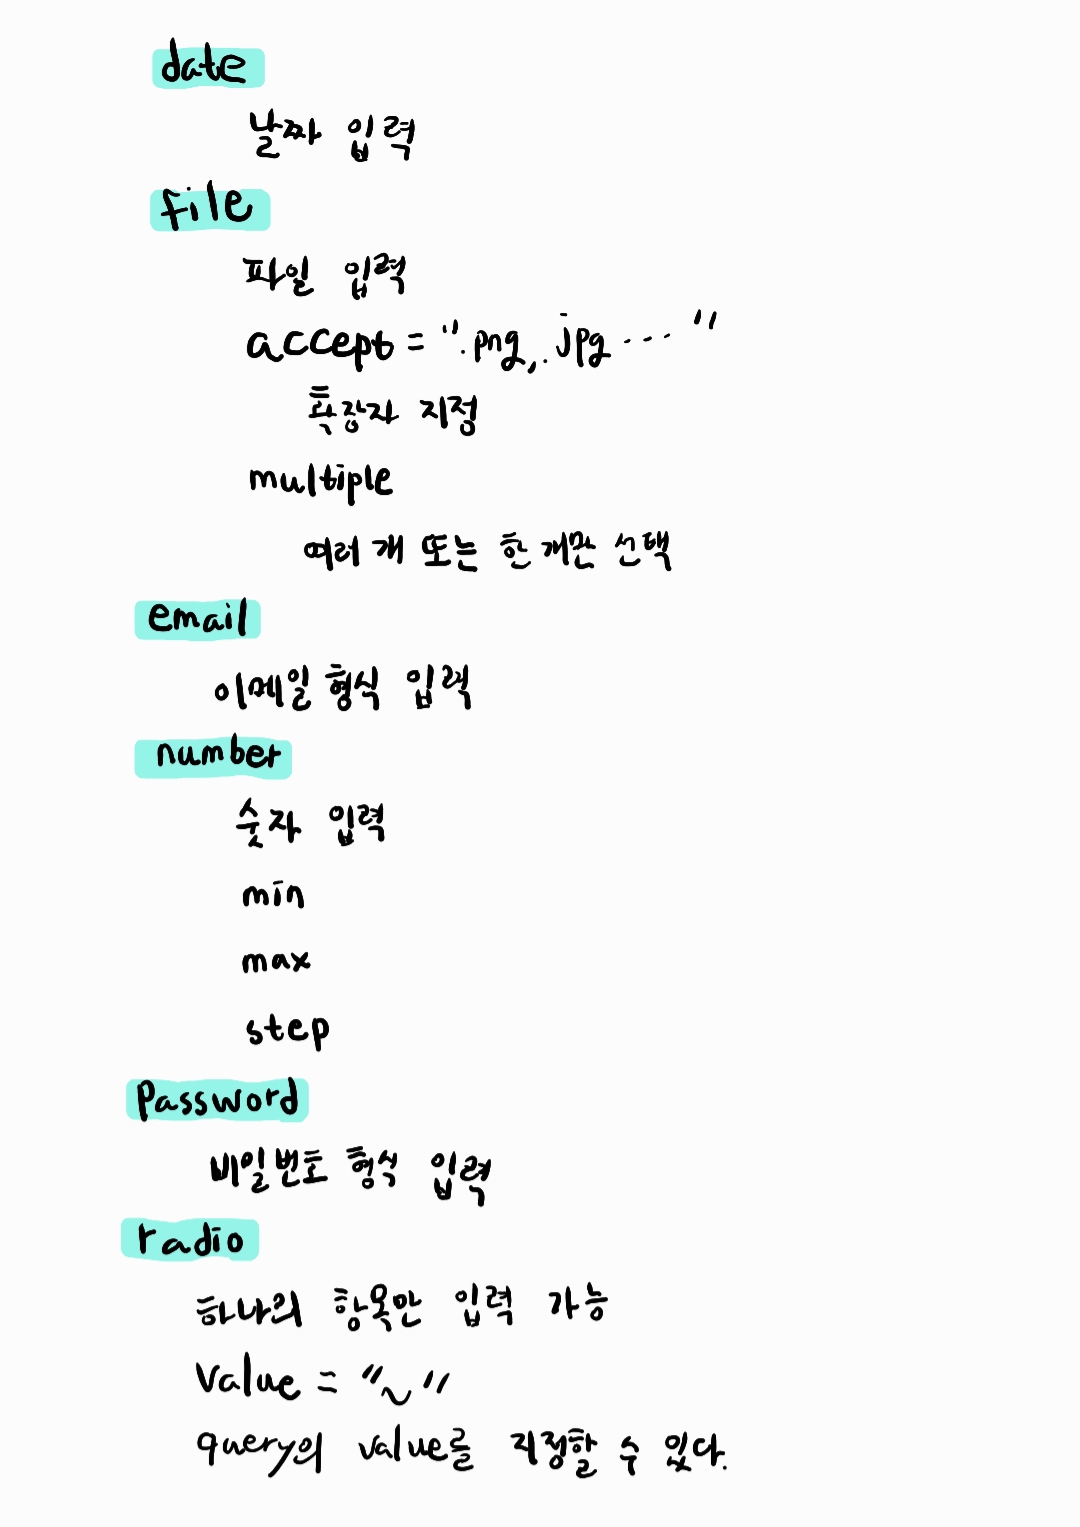 date
날짜 입력
file
파일 입력
accept = ".png, .jpg ... "
확장자 지정
multiple
여러 개 또는 한 개만 선택
email
이메일 형식 입력
number
숫자 입력
min
max
step
Password
비밀번호 형식 입력
radio
하나의 항목만 입력 가능
Value = "~"
query의 value를 지정할 수 있다.